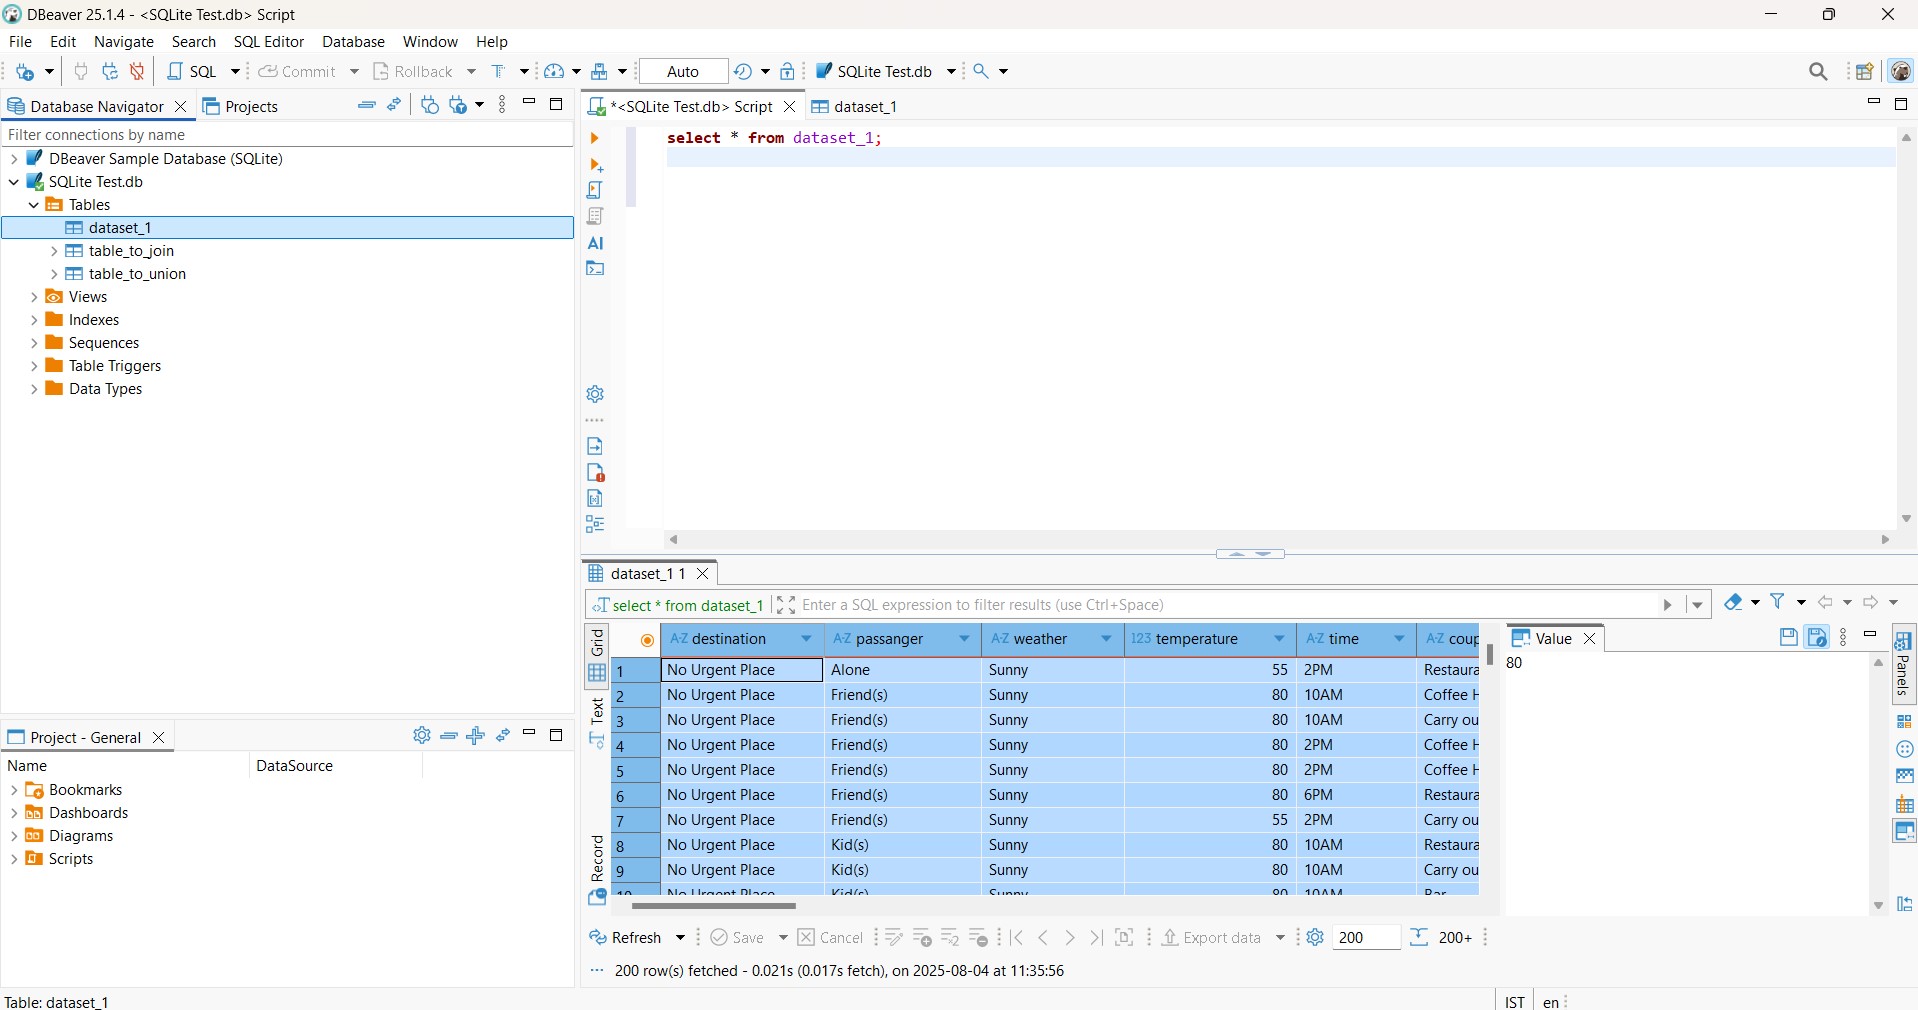 DBeaver 25.1.4 - <SQLite Test.db> Script
File Edit Navigate Search SQL Editor Database Window Help
SQL Commit Rollback T Auto SQLite Test.db
Database Navigator Projects
Filter connections by name
DBeaver Sample Database (SQLite)
SQLite Test.db
Tables
dataset_1
table_to_join
table_to_union
Views
Indexes
Sequences
Table Triggers
Data Types
Project - General
Name DataSource
Bookmarks
Dashboards
Diagrams
Scripts
*<SQLite Test.db> Script dataset_1
select * from dataset_1;
AI
dataset_1 1
select * from dataset_1 Enter a SQL expression to filter results (use Ctrl+Space)
Grid
Text
Record
A-Z destination A-Z passanger A-Z weather 123 temperature A-Z time A-Z coup
1 No Urgent Place Alone Sunny 55 2PM Restaura
2 No Urgent Place Friend(s) Sunny 80 10AM Coffee H
3 No Urgent Place Friend(s) Sunny 80 10AM Carry ou
4 No Urgent Place Friend(s) Sunny 80 2PM Coffee H
5 No Urgent Place Friend(s) Sunny 80 2PM Coffee H
6 No Urgent Place Friend(s) Sunny 80 6PM Restaura
7 No Urgent Place Friend(s) Sunny 55 2PM Carry ou
8 No Urgent Place Kid(s) Sunny 80 10AM Restaura
9 No Urgent Place Kid(s) Sunny 80 10AM Carry ou
10 No Urgent Place Kid(s) Sunny 80 10AM Bar
Value
80
Panels
Refresh Save Cancel Export data 200 200+
200 row(s) fetched - 0.021s (0.017s fetch), on 2025-08-04 at 11:35:56
Table: dataset_1 IST en